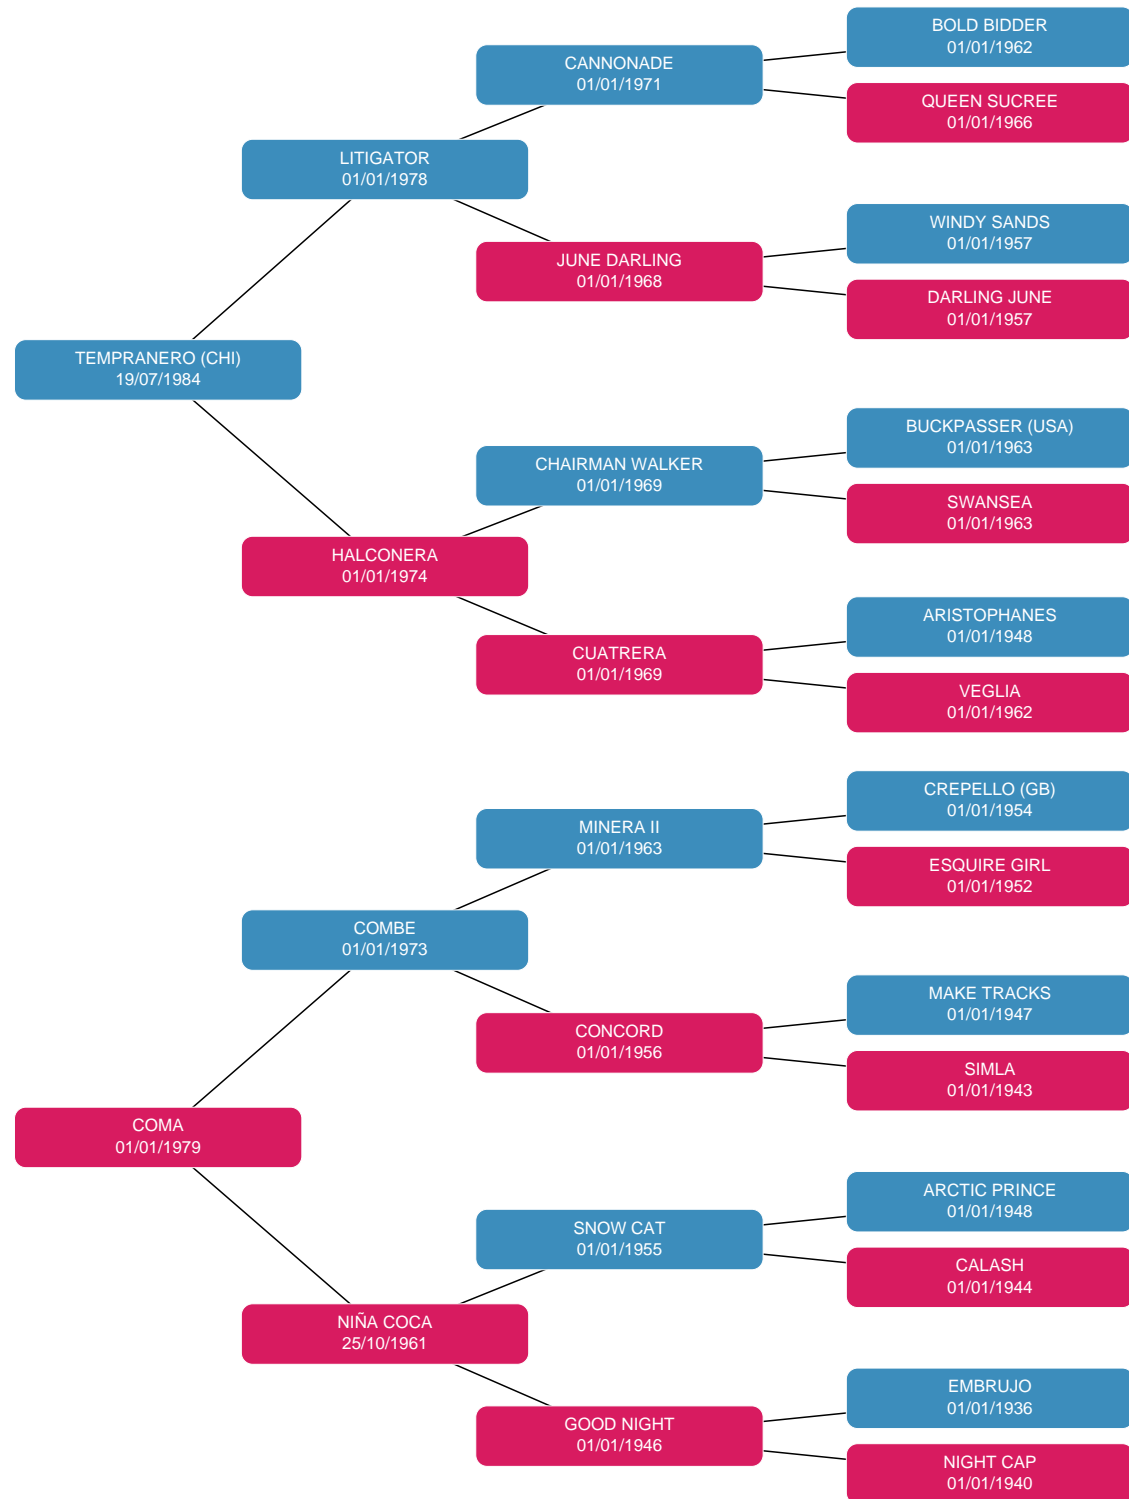 BOLD BIDDER
01/01/1962
CANNONADE
01/01/1971
QUEEN SUCREE
01/01/1966
LITIGATOR
01/01/1978
WINDY SANDS
01/01/1957
JUNE DARLING
01/01/1968
DARLING JUNE
01/01/1957
TEMPRANERO (CHI)
19/07/1984
BUCKPASSER (USA)
01/01/1963
CHAIRMAN WALKER
01/01/1969
SWANSEA
01/01/1963
HALCONERA
01/01/1974
ARISTOPHANES
01/01/1948
CUATRERA
01/01/1969
VEGLIA
01/01/1962
CREPELLO (GB)
01/01/1954
MINERA II
01/01/1963
ESQUIRE GIRL
01/01/1952
COMBE
01/01/1973
MAKE TRACKS
01/01/1947
CONCORD
01/01/1956
SIMLA
01/01/1943
COMA
01/01/1979
ARCTIC PRINCE
01/01/1948
SNOW CAT
01/01/1955
CALASH
01/01/1944
NIÑA COCA
25/10/1961
EMBRUJO
01/01/1936
GOOD NIGHT
01/01/1946
NIGHT CAP
01/01/1940